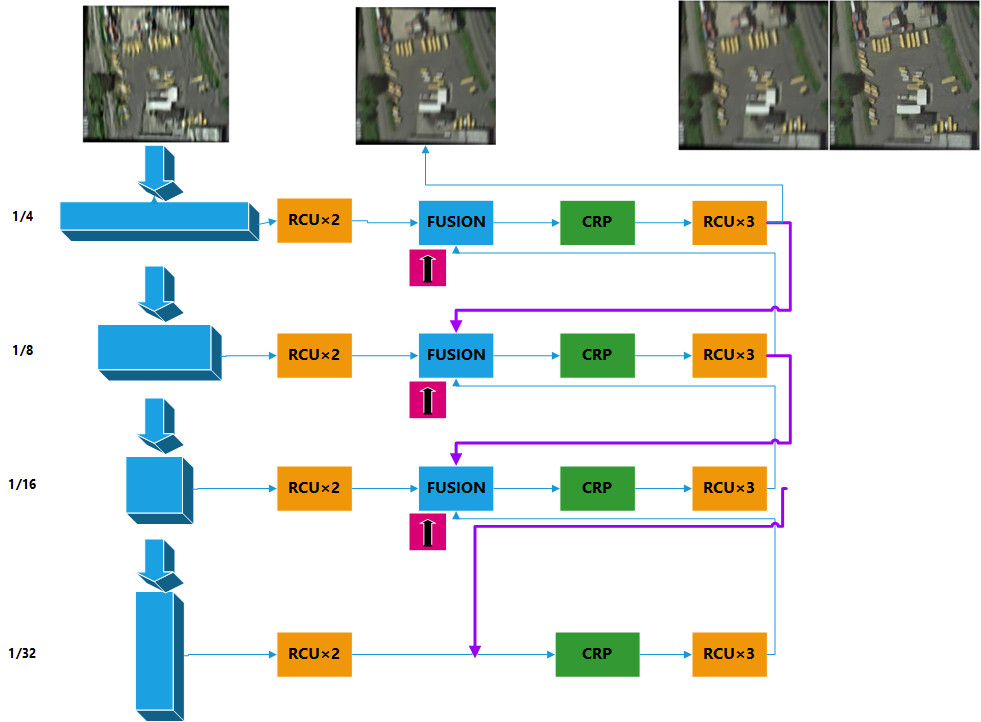 1/4
RCU×2
FUSION
CRP
RCU×3
1/8
RCU×2
FUSION
CRP
RCU×3
1/16
RCU×2
FUSION
CRP
RCU×3
1/32
RCU×2
CRP
RCU×3